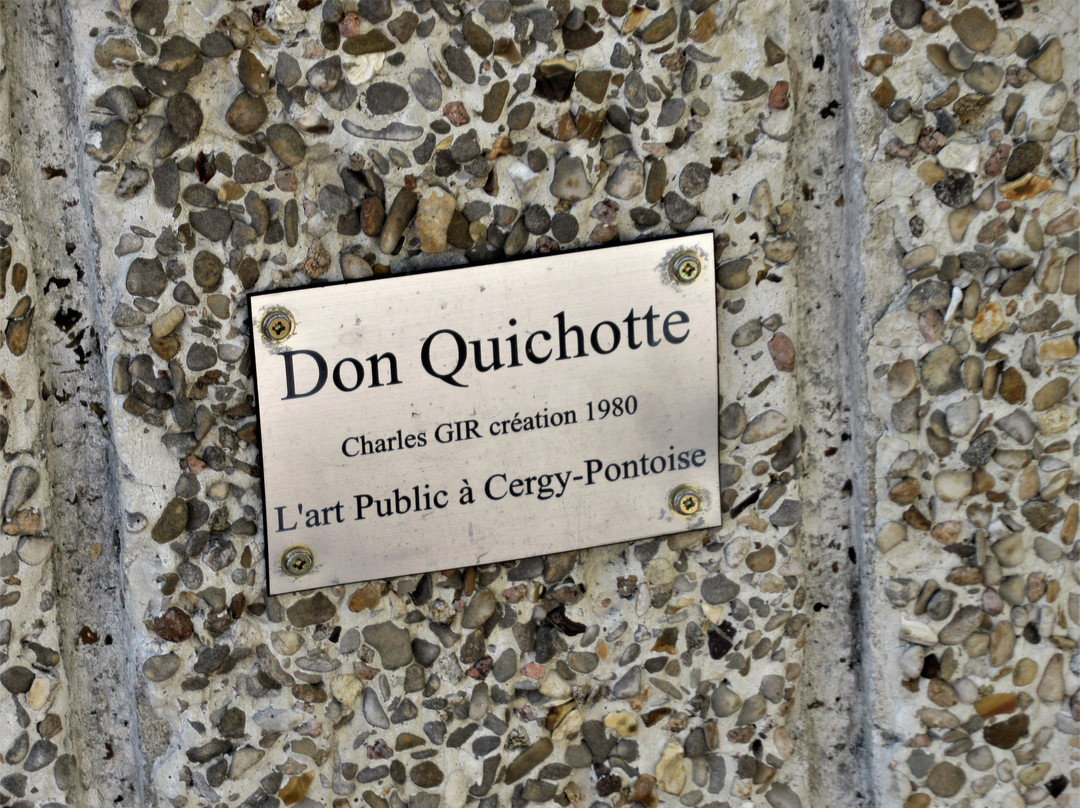 Don Quichotte
Charles GIR création 1980
L'art Public à Cergy-Pontoise